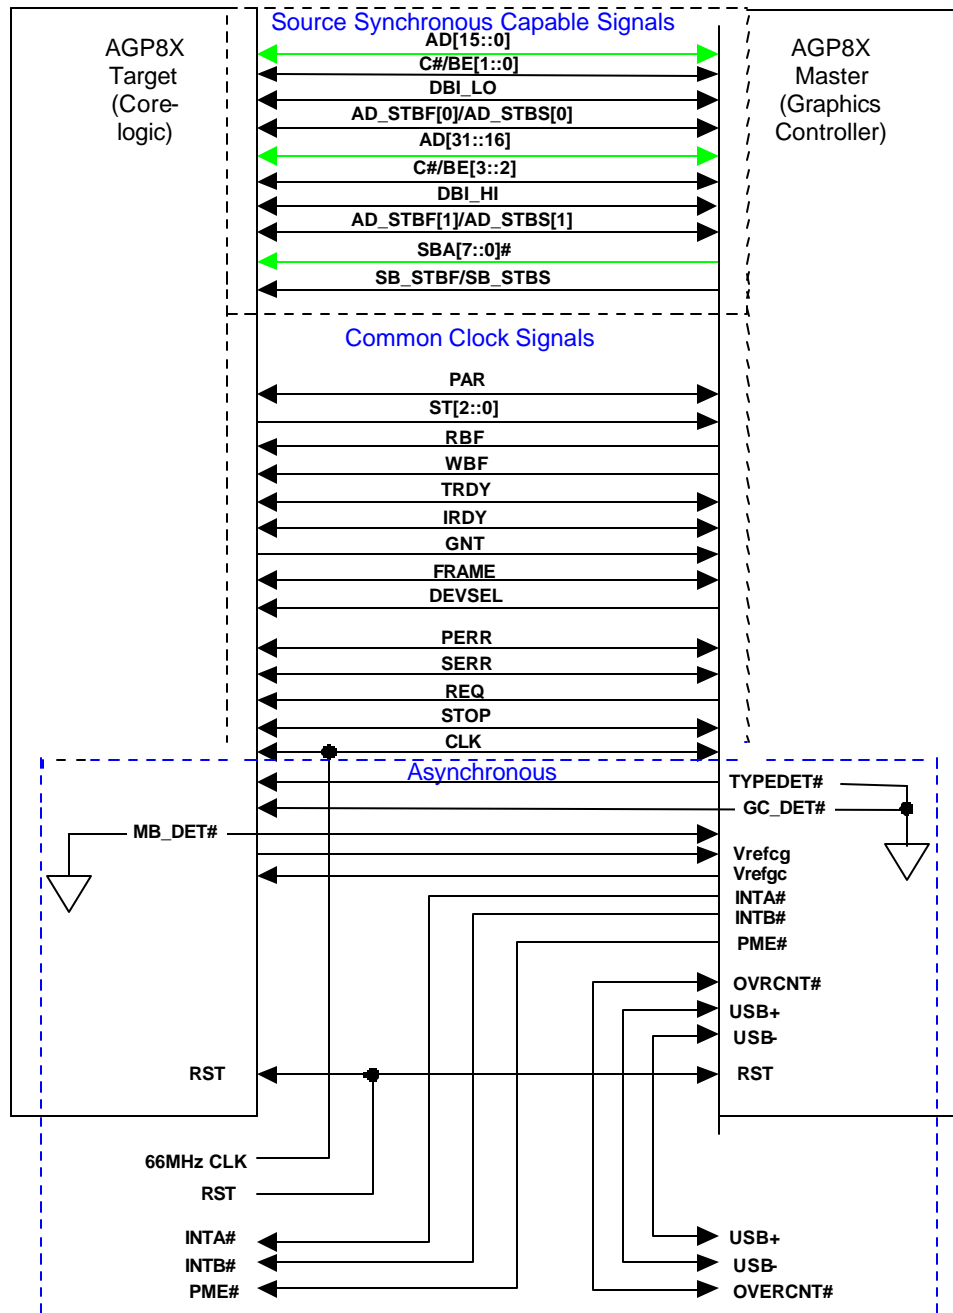 Source Synchronous Capable Signals
AGP8X
Target
(Core-
logic)
AGP8X
Master
(Graphics
Controller)
AD[15::0]
C#/BE[1::0]
DBI_LO
AD_STBF[0]/AD_STBS[0]
AD[31::16]
C#/BE[3::2]
DBI_HI
AD_STBF[1]/AD_STBS[1]
SBA[7::0]#
SB_STBF/SB_STBS
Common Clock Signals
PAR
ST[2::0]
RBF
WBF
TRDY
IRDY
GNT
FRAME
DEVSEL
PERR
SERR
REQ
STOP
CLK
Asynchronous
TYPEDET#
GC_DET#
MB_DET#
Vrefcg
Vrefgc
INTA#
INTB#
PME#
OVRCNT#
USB+
USB-
RST
RST
66MHz CLK
RST
INTA#
USB+
INTB#
USB-
PME#
OVERCNT#